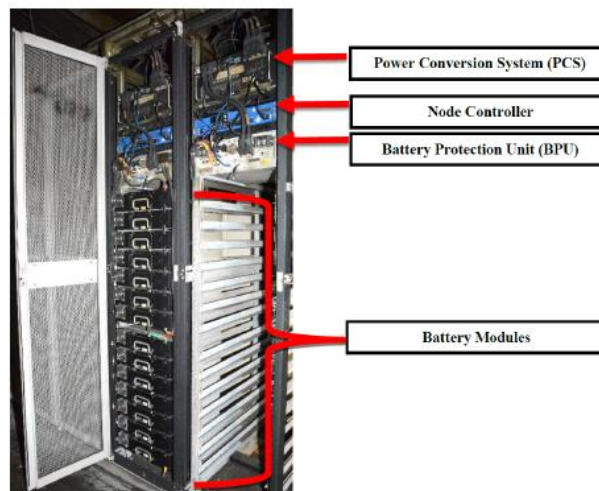 Power Conversion System (PCS)
Node Controller
Battery Protection Unit (BPU)
Battery Modules